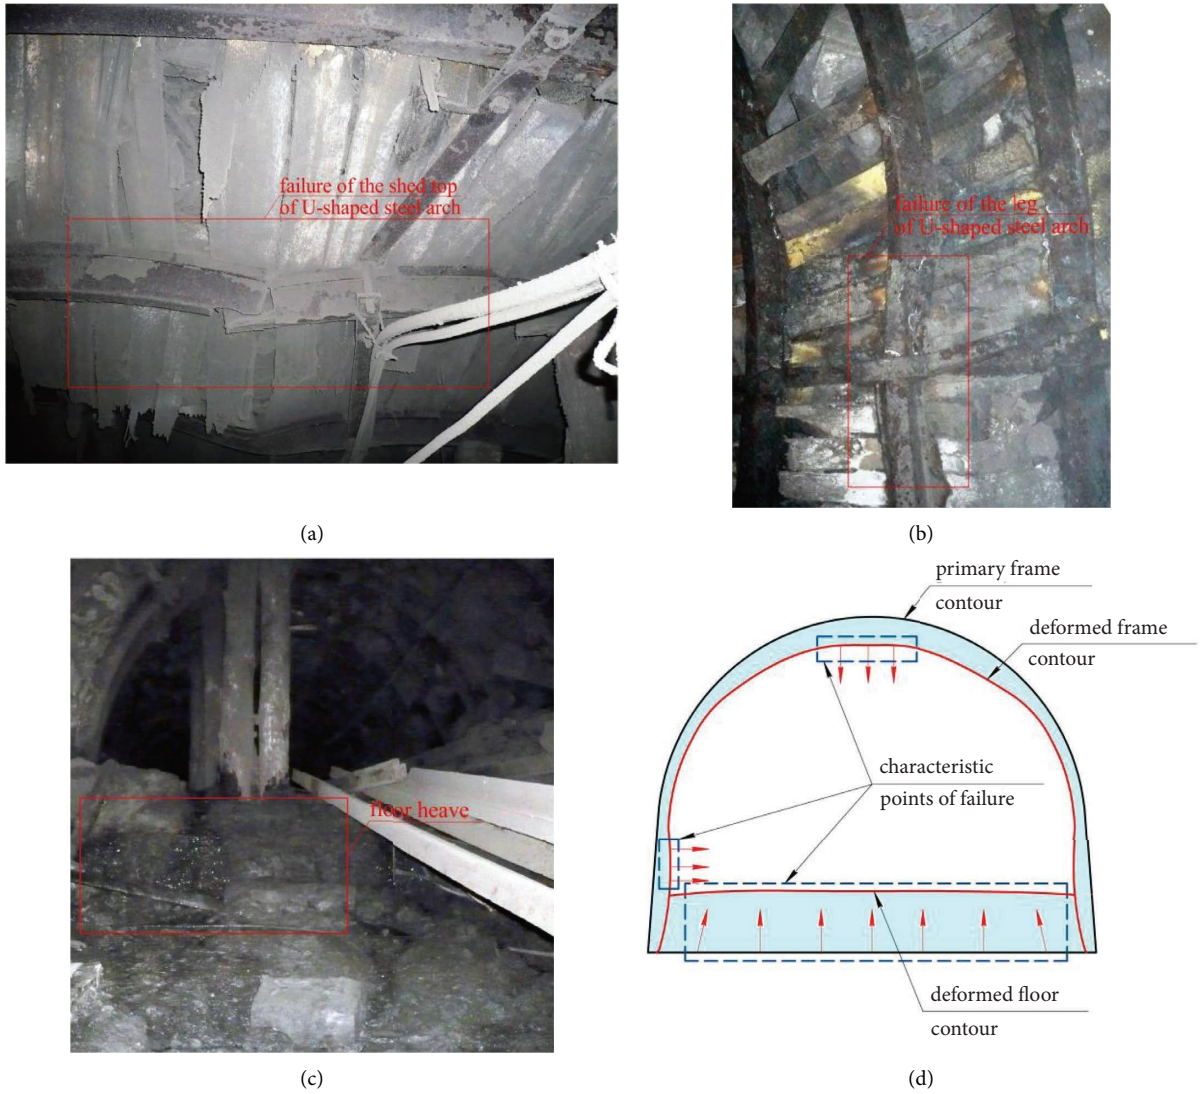 failure of the shed top
of U-shaped steel arch
failure of the leg
of U-shaped steel arch
(a)
(b)
floor heave
primary frame
contour
deformed frame
contour
characteristic
points of failure
deformed floor
contour
(c)
(d)